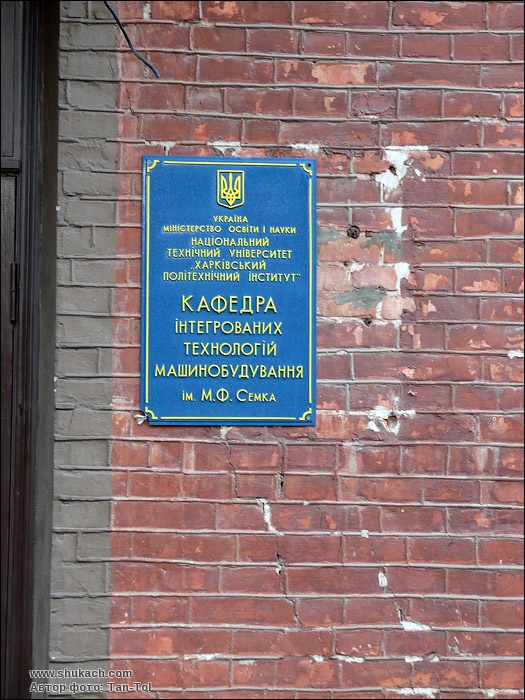 УКРАЇНА
МІНІСТЕРСТВО ОСВІТИ І НАУКИ
НАЦІОНАЛЬНИЙ
ТЕХНІЧНИЙ УНІВЕРСИТЕТ
„ХАРКІВСЬКИЙ
ПОЛІТЕХНІЧНИЙ ІНСТИТУТ"
КАФЕДРА
ІНТЕГРОВАНИХ
ТЕХНОЛОГІЙ
МАШИНОБУДУВАННЯ
ІМ. М.Ф. СЕМКА
www.shukach.com
Автор фото: Tan-Tol